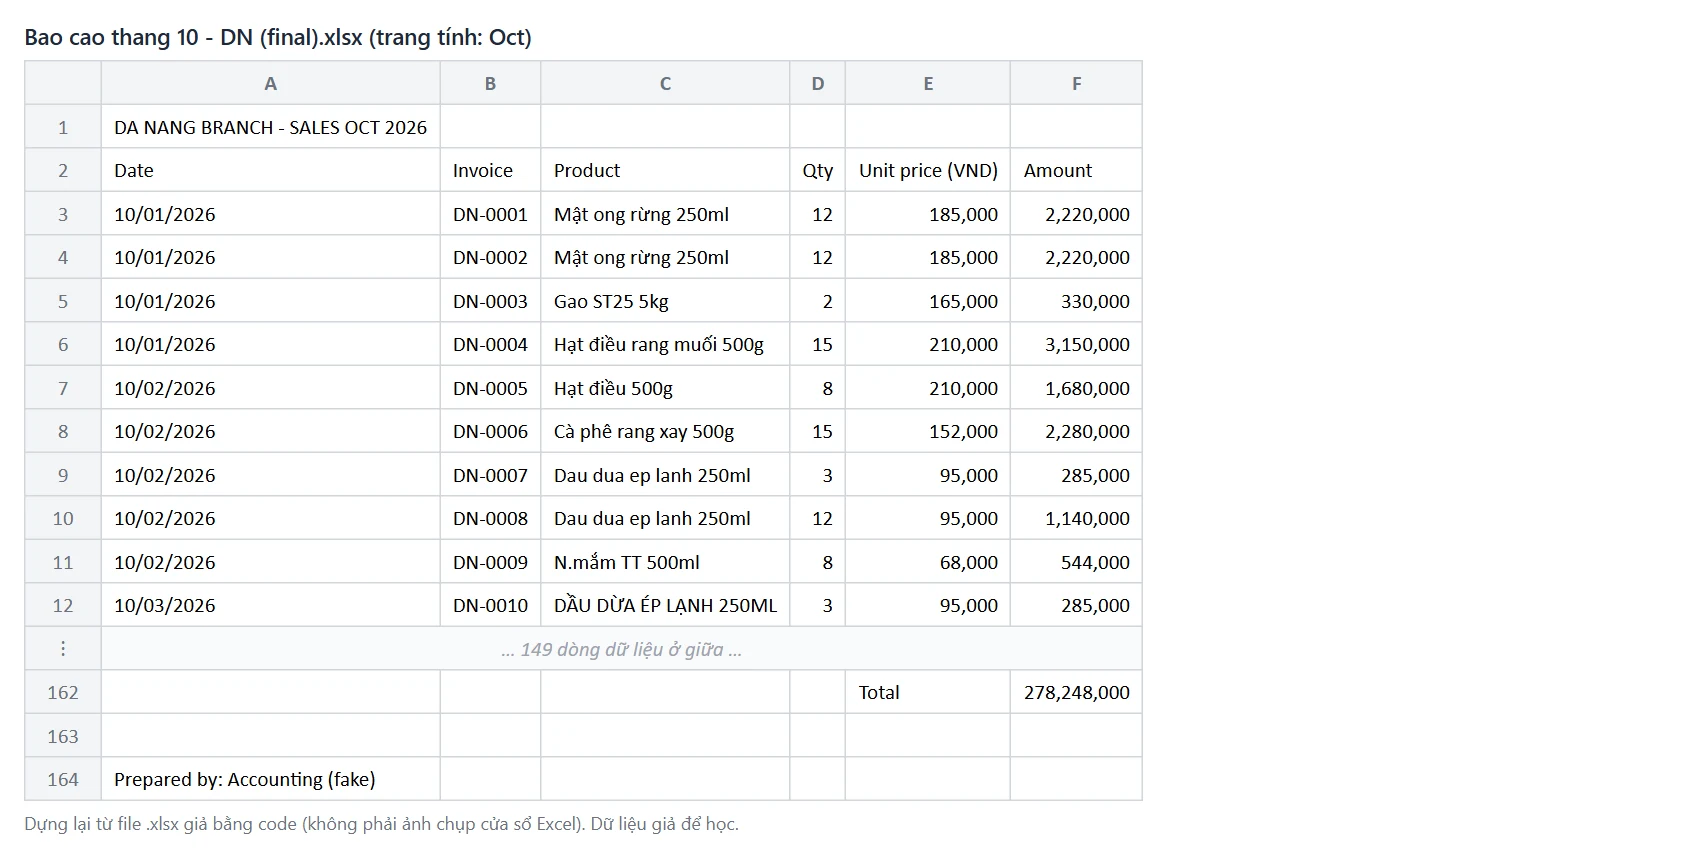 Bao cao thang 10 - DN (final).xlsx (trang tính: Oct)
A B C D E F
1 DA NANG BRANCH - SALES OCT 2026
2 Date Invoice Product Qty Unit price (VND) Amount
3 10/01/2026 DN-0001 Mật ong rừng 250ml 12 185,000 2,220,000
4 10/01/2026 DN-0002 Mật ong rừng 250ml 12 185,000 2,220,000
5 10/01/2026 DN-0003 Gao ST25 5kg 2 165,000 330,000
6 10/01/2026 DN-0004 Hạt điều rang muối 500g 15 210,000 3,150,000
7 10/02/2026 DN-0005 Hạt điều 500g 8 210,000 1,680,000
8 10/02/2026 DN-0006 Cà phê rang xay 500g 15 152,000 2,280,000
9 10/02/2026 DN-0007 Dau dua ep lanh 250ml 3 95,000 285,000
10 10/02/2026 DN-0008 Dau dua ep lanh 250ml 12 95,000 1,140,000
11 10/02/2026 DN-0009 N.mắm TT 500ml 8 68,000 544,000
12 10/03/2026 DN-0010 DẦU DỪA ÉP LẠNH 250ML 3 95,000 285,000
⋮ ... 149 dòng dữ liệu ở giữa ...
162 Total 278,248,000
163
164 Prepared by: Accounting (fake)
Dựng lại từ file .xlsx giả bằng code (không phải ảnh chụp cửa sổ Excel). Dữ liệu giả để học.